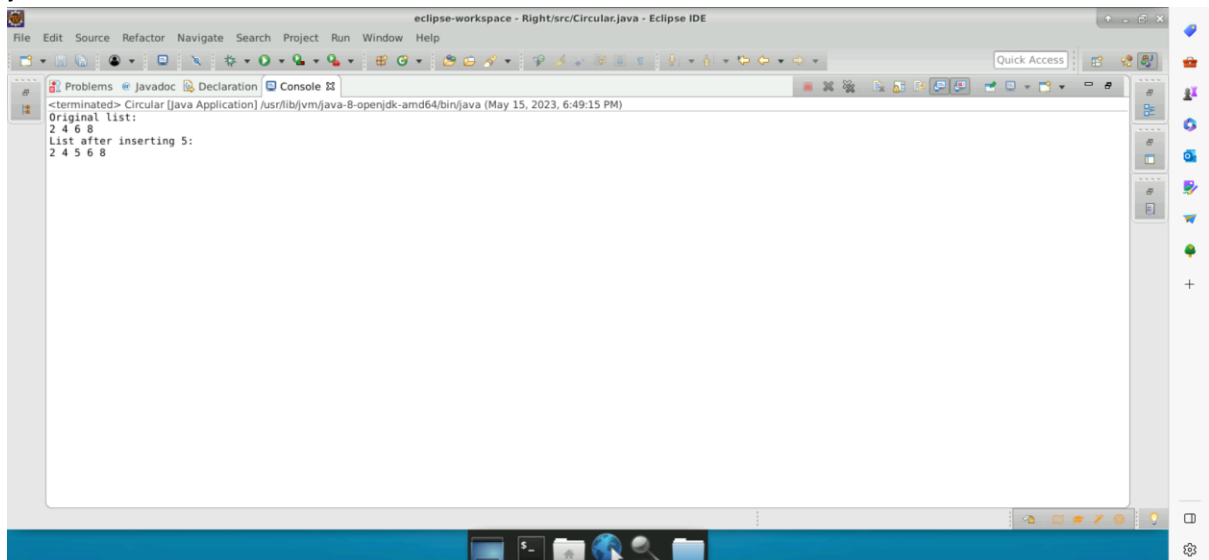 eclipse-workspace - Right/src/Circular.java - Eclipse IDE
File Edit Source Refactor Navigate Search Project Run Window Help
Quick Access
Problems Javadoc Declaration Console
<terminated> Circular [Java Application] /usr/lib/jvm/java-8-openjdk-amd64/bin/java (May 15, 2023, 6:49:15 PM)
Original list:
2 4 6 8
List after inserting 5:
2 4 5 6 8